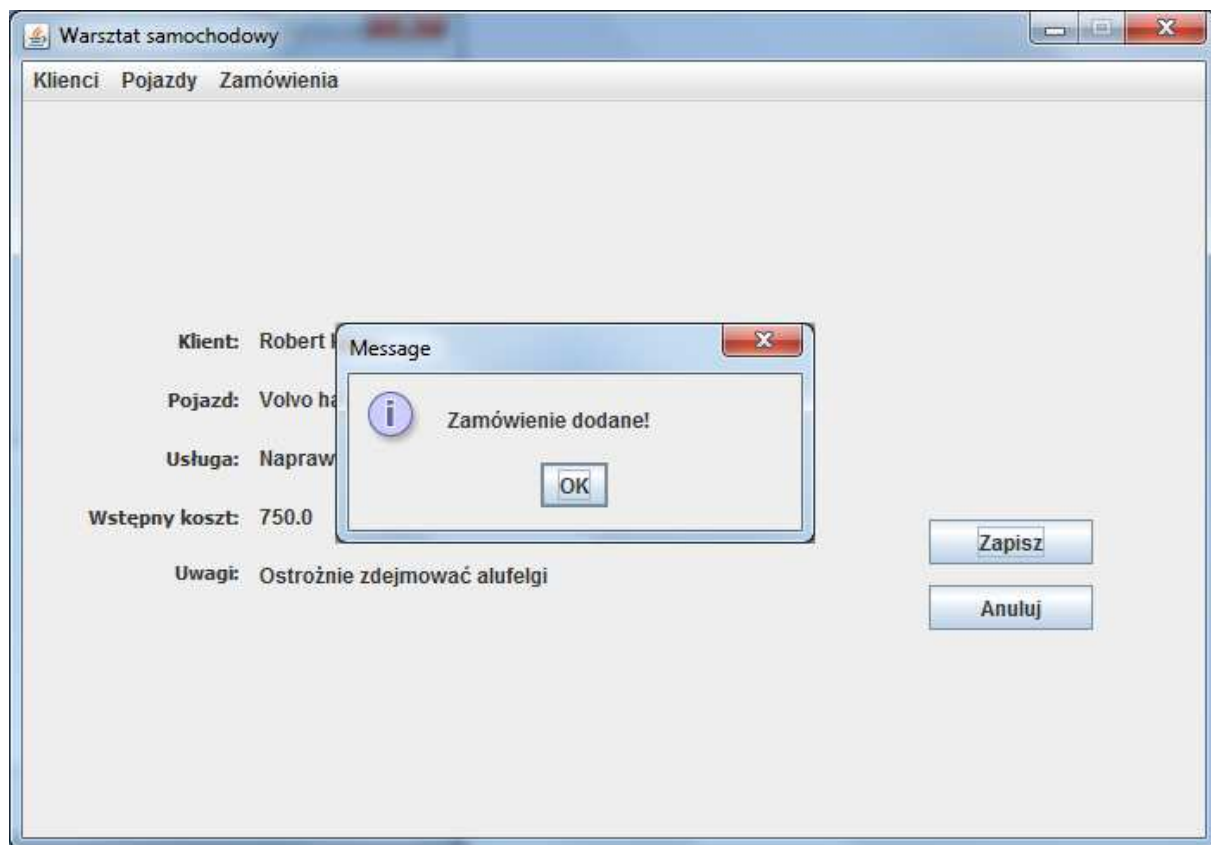 Warsztat samochodowy
Klienci Pojazdy Zamówienia
Klient: Robert
Message
Pojazd: Volvo
Zamówienie dodane!
Usługa:
OK
Wstępny koszt: 750.0
Zapisz
Uwagi: Ostrożnie zdejmować alufelgi
Anuluj